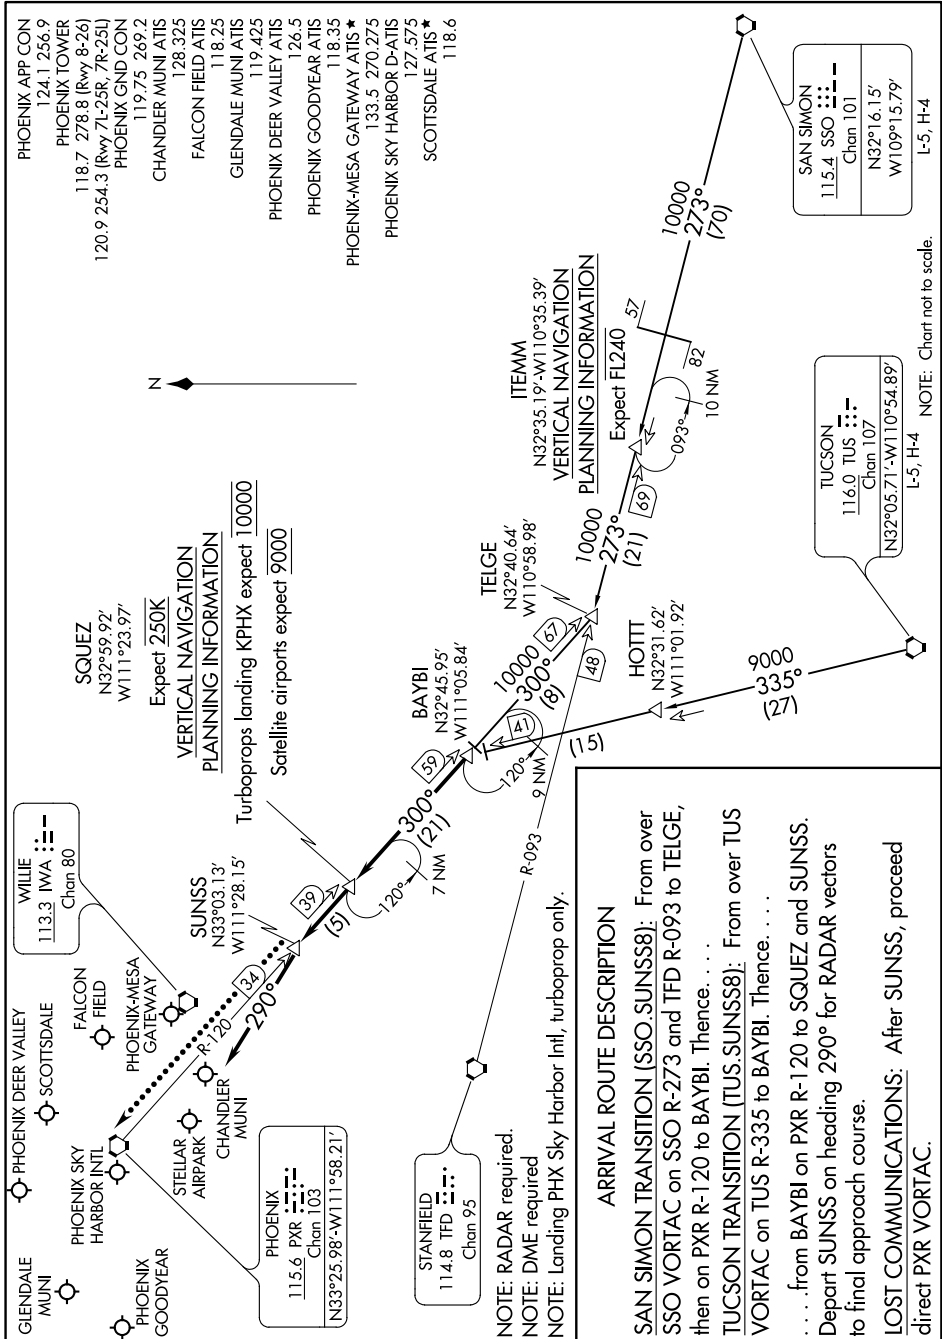 PHOENIX APP CON
124.1 256.9
PHOENIX TOWER
118.7 278.8 (Rwy 8-26)
120.9 254.3 (Rwy 7L-25R, 7R-25L)
PHOENIX GND CON
119.75 269.2
CHANDLER MUNI ATIS
128.325
FALCON FIELD ATIS
118.25
GLENDALE MUNI ATIS
119.425
PHOENIX DEER VALLEY ATIS
126.5
PHOENIX GOODYEAR ATIS
118.35
PHOENIX-MESA GATEWAY ATIS★
133.5 270.275
PHOENIX SKY HARBOR D-ATIS
127.575
SCOTTSDALE ATIS★
118.6
N
GLENDALE
MUNI
PHOENIX DEER VALLEY
SCOTTSDALE
PHOENIX SKY
HARBOR INTL
FALCON
FIELD
PHOENIX-MESA
GATEWAY
PHOENIX
GOODYEAR
STELLAR
AIRPARK
CHANDLER
MUNI
WILLIE
113.3 IWA
Chan 80
PHOENIX
115.6 PXR
Chan 103
N33°25.98'-W111°58.21'
STANFIELD
114.8 TFD
Chan 95
SUNSS
N33°03.13'
W111°28.15'
R-120
34
290°
39
(5)
SQUEZ
N32°59.92'
W111°23.97'
Expect 250K
VERTICAL NAVIGATION
PLANNING INFORMATION
Turboprops landing KPHX expect 10000
Satellite airports expect 9000
120°
7 NM
300°
(21)
59
BAYBI
N32°45.95'
W111°05.84'
120°
9 NM
41
10000
300°
(8)
67
TELGE
N32°40.64'
W110°58.98'
R-093
48
10000
273°
(21)
69
ITEMM
N32°35.19'-W110°35.39'
VERTICAL NAVIGATION
PLANNING INFORMATION
Expect FL240
093°
10 NM
57
82
10000
273°
(70)
SAN SIMON
115.4 SSO
Chan 101
N32°16.15'
W109°15.79'
L-5, H-4
HOTTT
N32°31.62'
W111°01.92'
(15)
9000
335°
(27)
TUCSON
116.0 TUS
Chan 107
N32°05.71'-W110°54.89'
L-5, H-4
NOTE: Chart not to scale.
NOTE: RADAR required.
NOTE: DME required
NOTE: Landing PHX Sky Harbor Intl, turboprop only.
ARRIVAL ROUTE DESCRIPTION
SAN SIMON TRANSITION (SSO.SUNSS8): From over
SSO VORTAC on SSO R-273 and TFD R-093 to TELGE,
then on PXR R-120 to BAYBI. Thence. . . .
TUCSON TRANSITION (TUS.SUNSS8): From over TUS
VORTAC on TUS R-335 to BAYBI. Thence. . . .
. . . .from BAYBI on PXR R-120 to SQUEZ and SUNSS.
Depart SUNSS on heading 290° for RADAR vectors
to final approach course.
LOST COMMUNICATIONS: After SUNSS, proceed
direct PXR VORTAC.